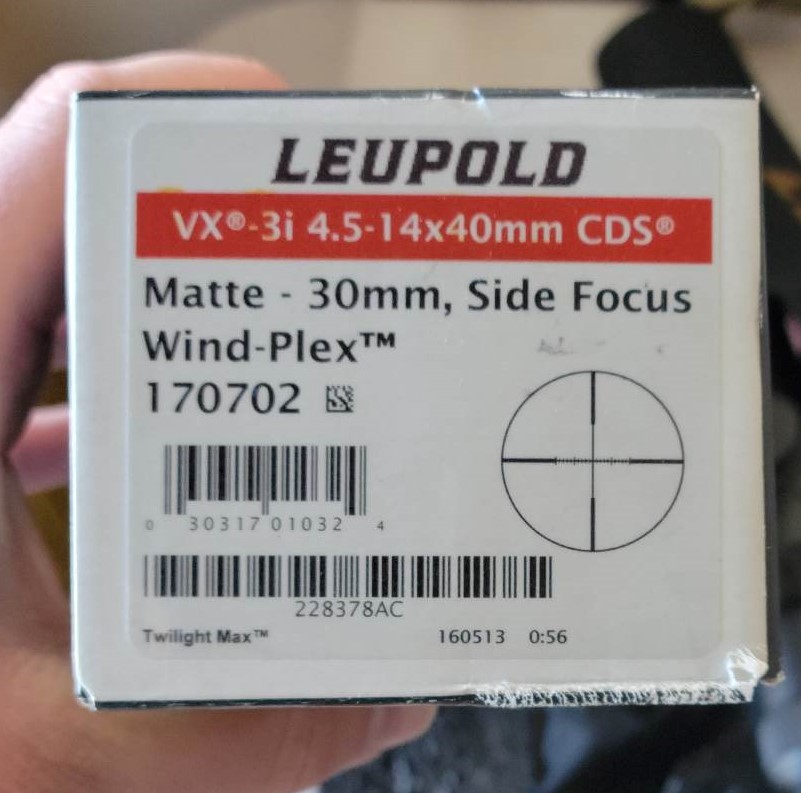 LEUPOLD
VX®-3i 4.5-14x40mm CDS®
Matte - 30mm, Side Focus
Wind-Plex™
170702
0 30317 01032 4
228378AC
Twilight Max™ 160513 0:56